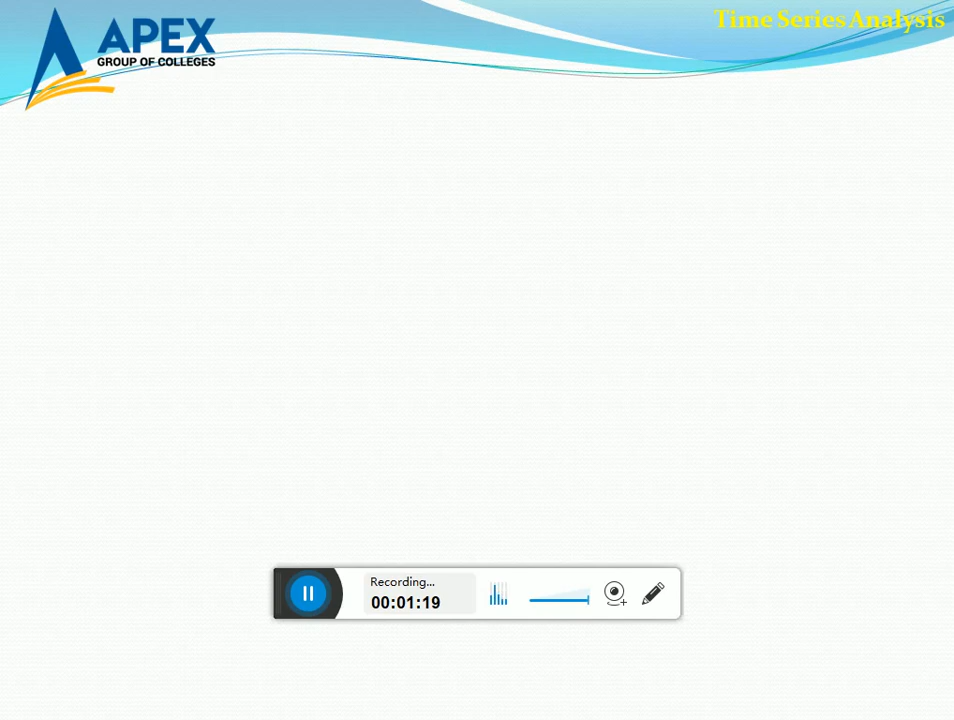 Time Series Analysis
APEX
GROUP OF COLLEGES
Recording...
00:01:19